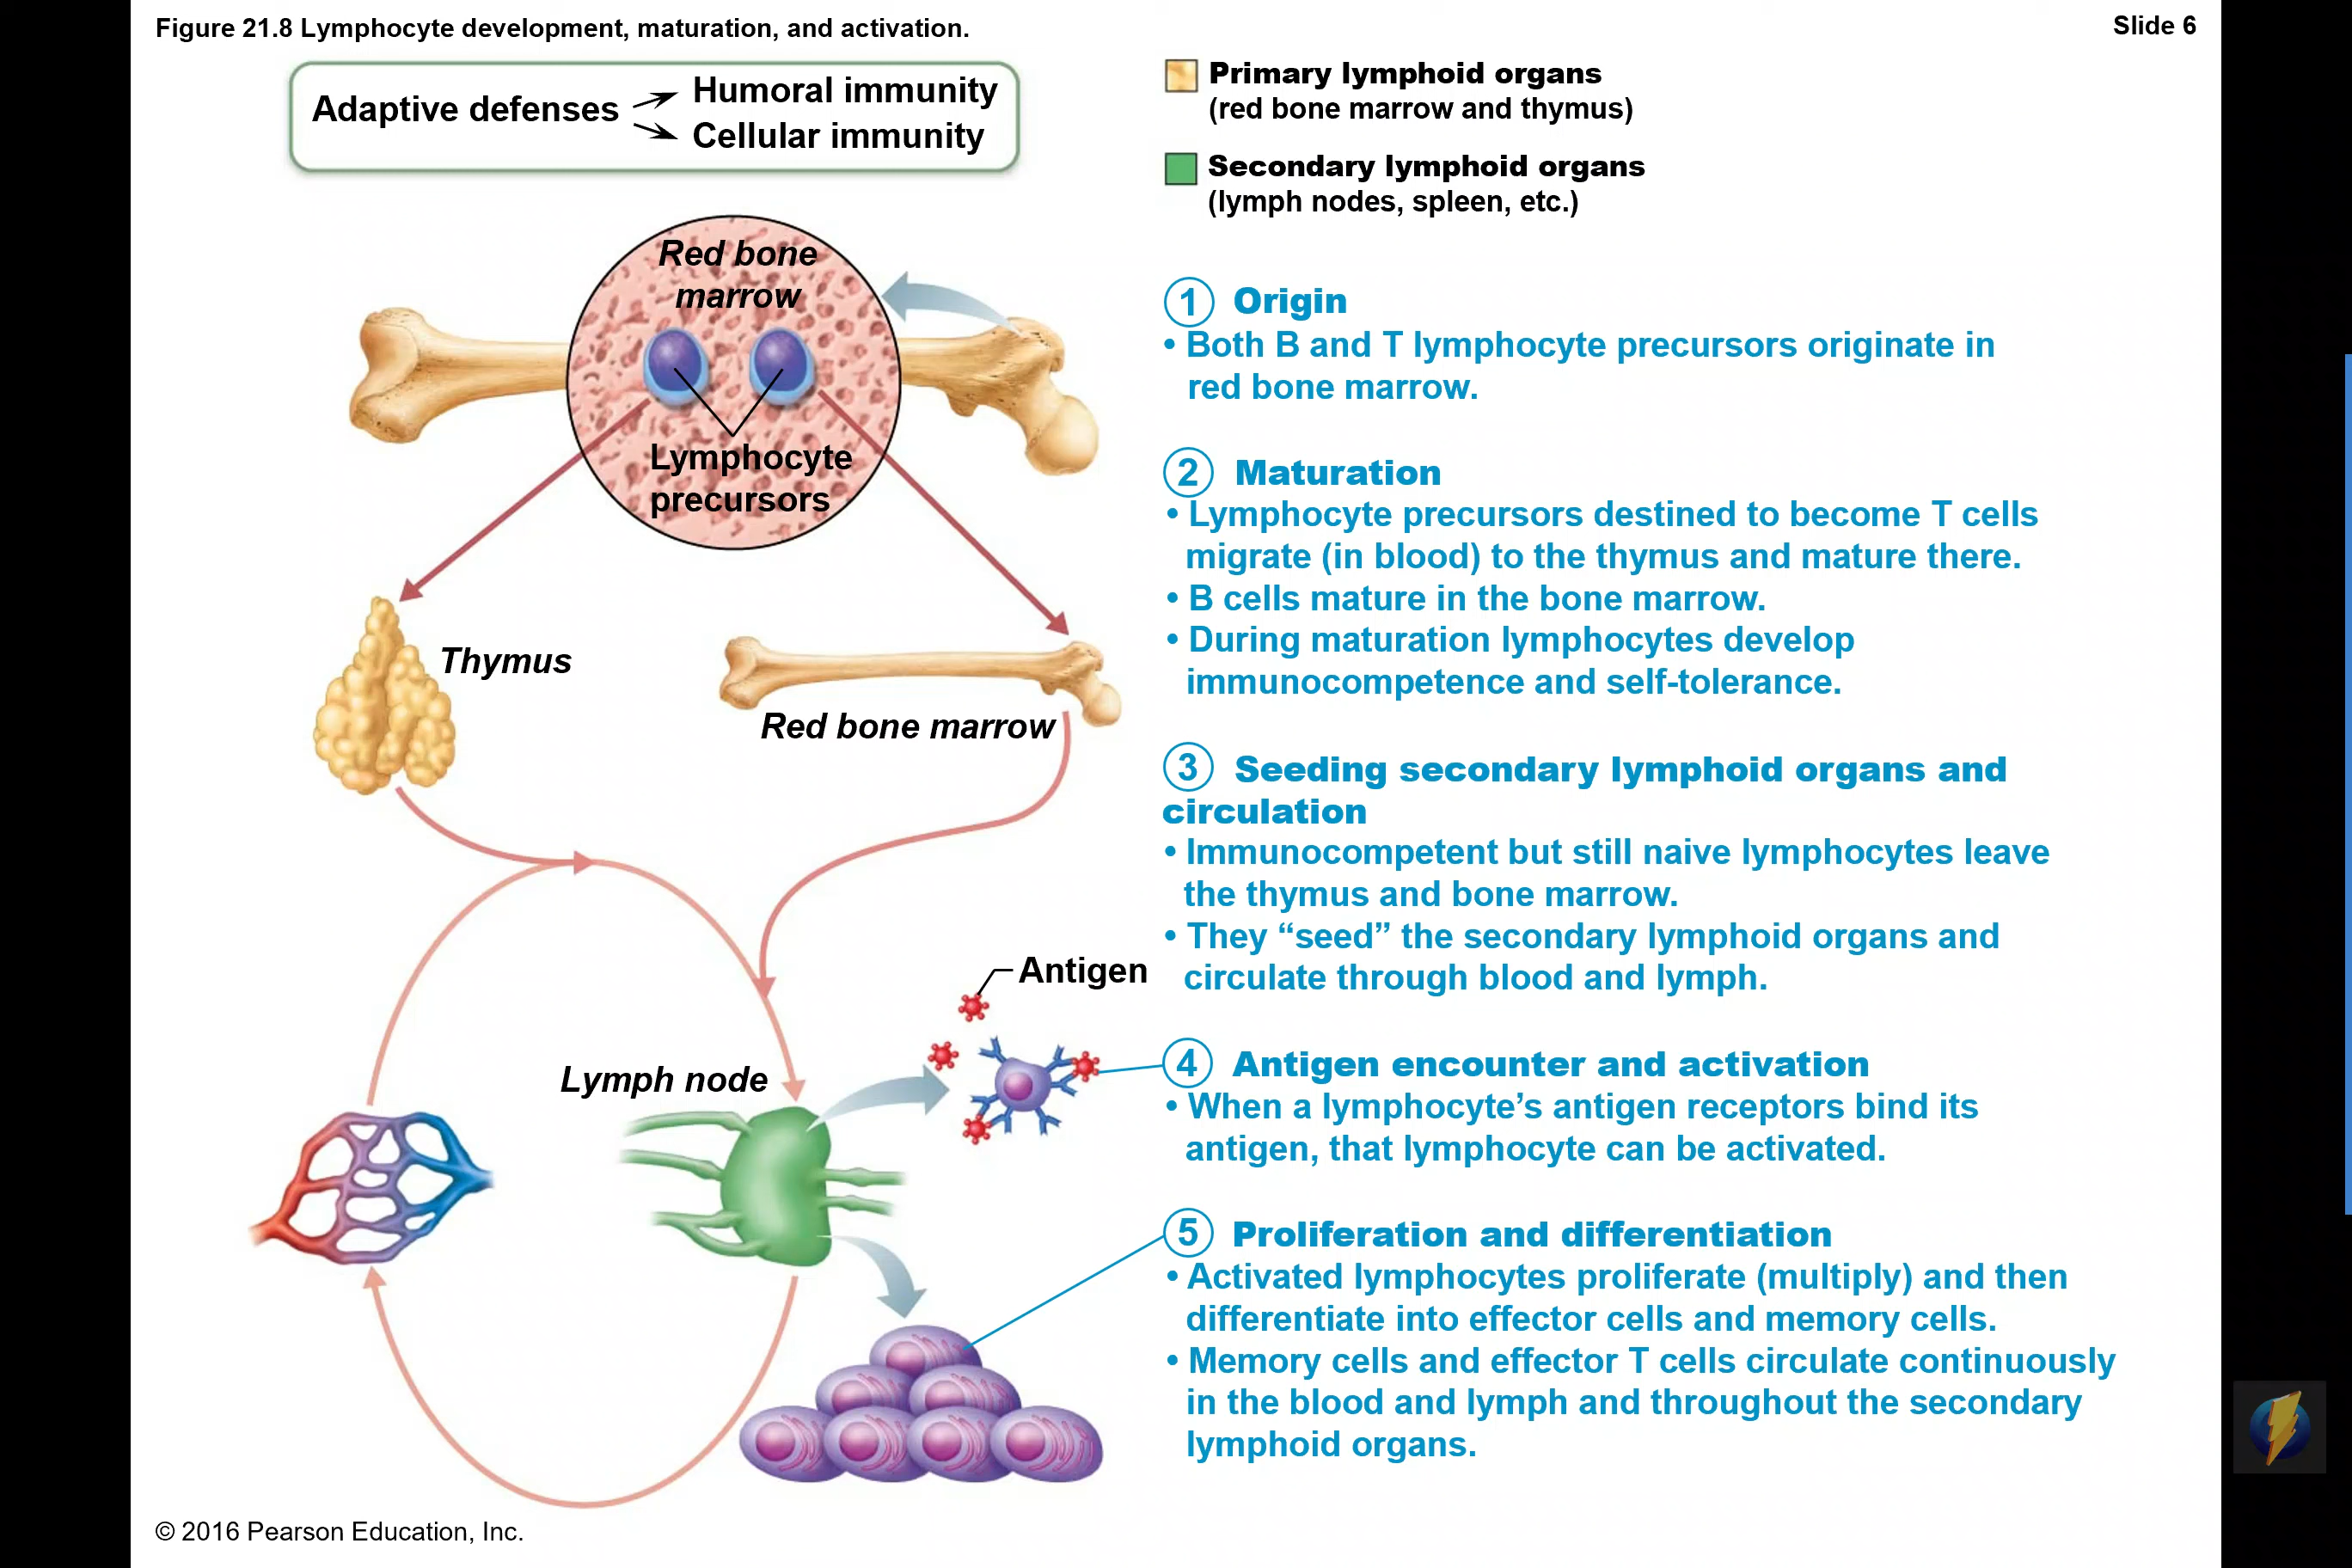 Figure 21.8 Lymphocyte development, maturation, and activation.
Slide 6
Adaptive defenses
Humoral immunity
Cellular immunity
Primary lymphoid organs
(red bone marrow and thymus)
Secondary lymphoid organs
(lymph nodes, spleen, etc.)
Red bone
marrow
Lymphocyte
precursors
Thymus
Red bone marrow
Antigen
Lymph node
1 Origin
• Both B and T lymphocyte precursors originate in
red bone marrow.
2 Maturation
• Lymphocyte precursors destined to become T cells
migrate (in blood) to the thymus and mature there.
• B cells mature in the bone marrow.
• During maturation lymphocytes develop
immunocompetence and self-tolerance.
3 Seeding secondary lymphoid organs and
circulation
• Immunocompetent but still naive lymphocytes leave
the thymus and bone marrow.
• They “seed” the secondary lymphoid organs and
circulate through blood and lymph.
4 Antigen encounter and activation
• When a lymphocyte’s antigen receptors bind its
antigen, that lymphocyte can be activated.
5 Proliferation and differentiation
• Activated lymphocytes proliferate (multiply) and then
differentiate into effector cells and memory cells.
• Memory cells and effector T cells circulate continuously
in the blood and lymph and throughout the secondary
lymphoid organs.
© 2016 Pearson Education, Inc.